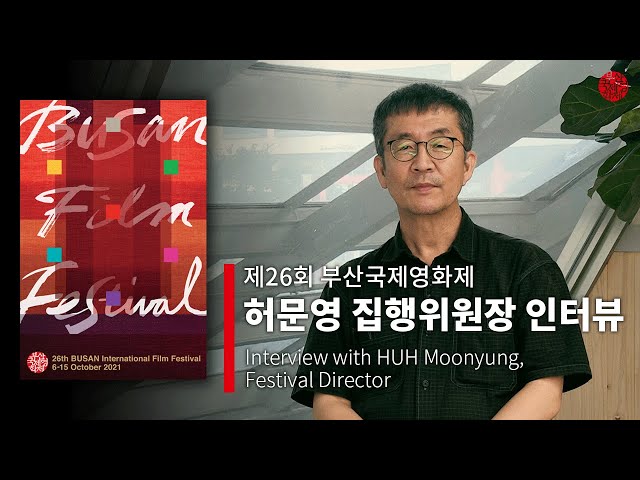 Busan
Film
Festival
26th BUSAN International Film Festival
6-15 October 2021
제26회 부산국제영화제
허문영 집행위원장 인터뷰
Interview with HUH Moonyung,
Festival Director